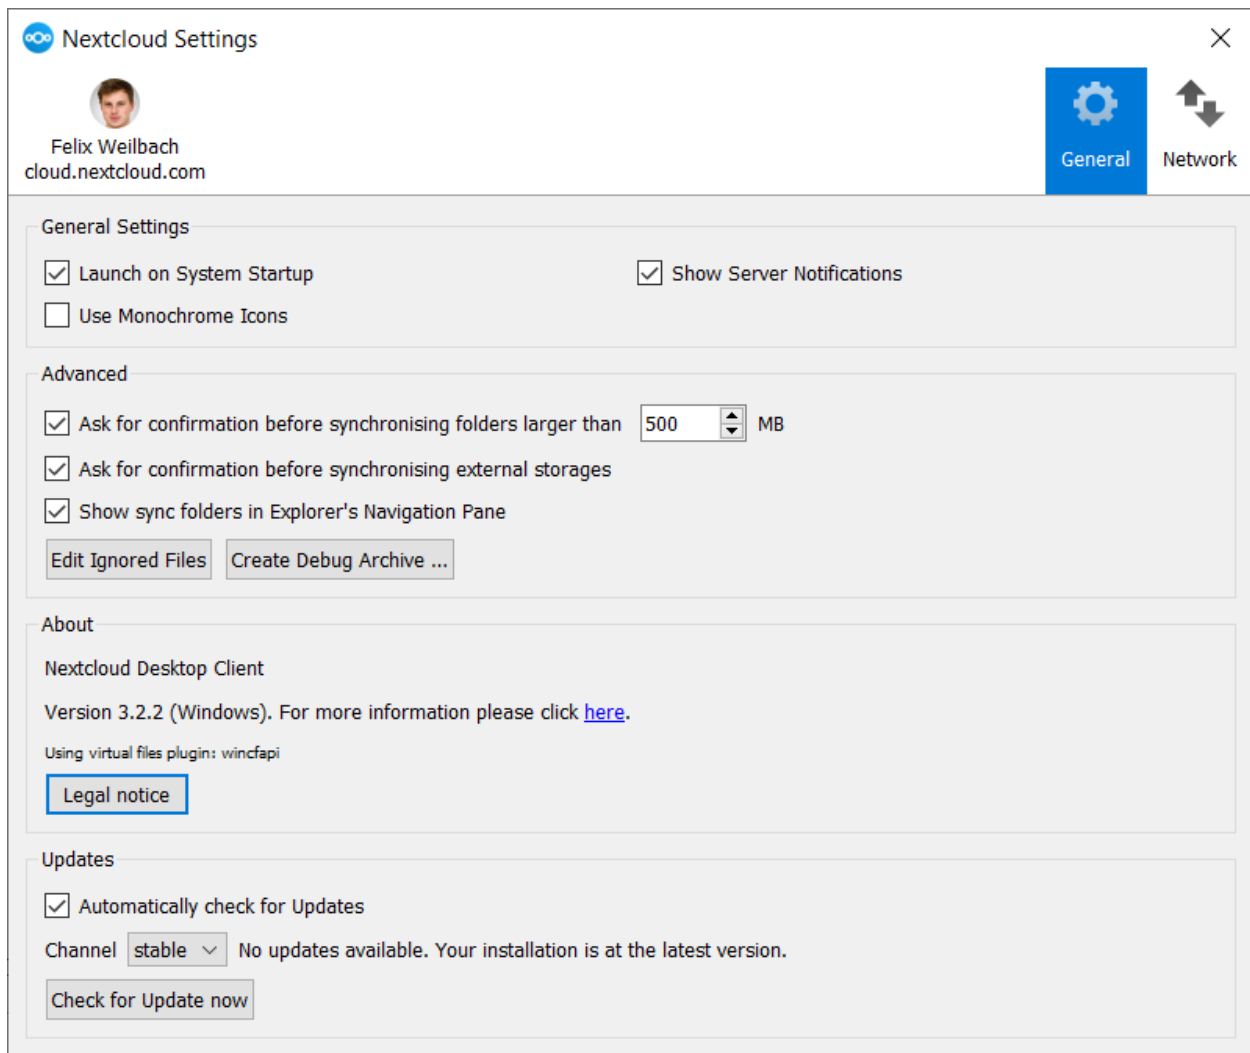 Nextcloud Settings
Felix Weilbach
cloud.nextcloud.com
General
Network
General Settings
Launch on System Startup
Show Server Notifications
Use Monochrome Icons
Advanced
Ask for confirmation before synchronising folders larger than 500 MB
Ask for confirmation before synchronising external storages
Show sync folders in Explorer's Navigation Pane
Edit Ignored Files
Create Debug Archive ...
About
Nextcloud Desktop Client
Version 3.2.2 (Windows). For more information please click here.
Using virtual files plugin: wincfapi
Legal notice
Updates
Automatically check for Updates
Channel stable No updates available. Your installation is at the latest version.
Check for Update now